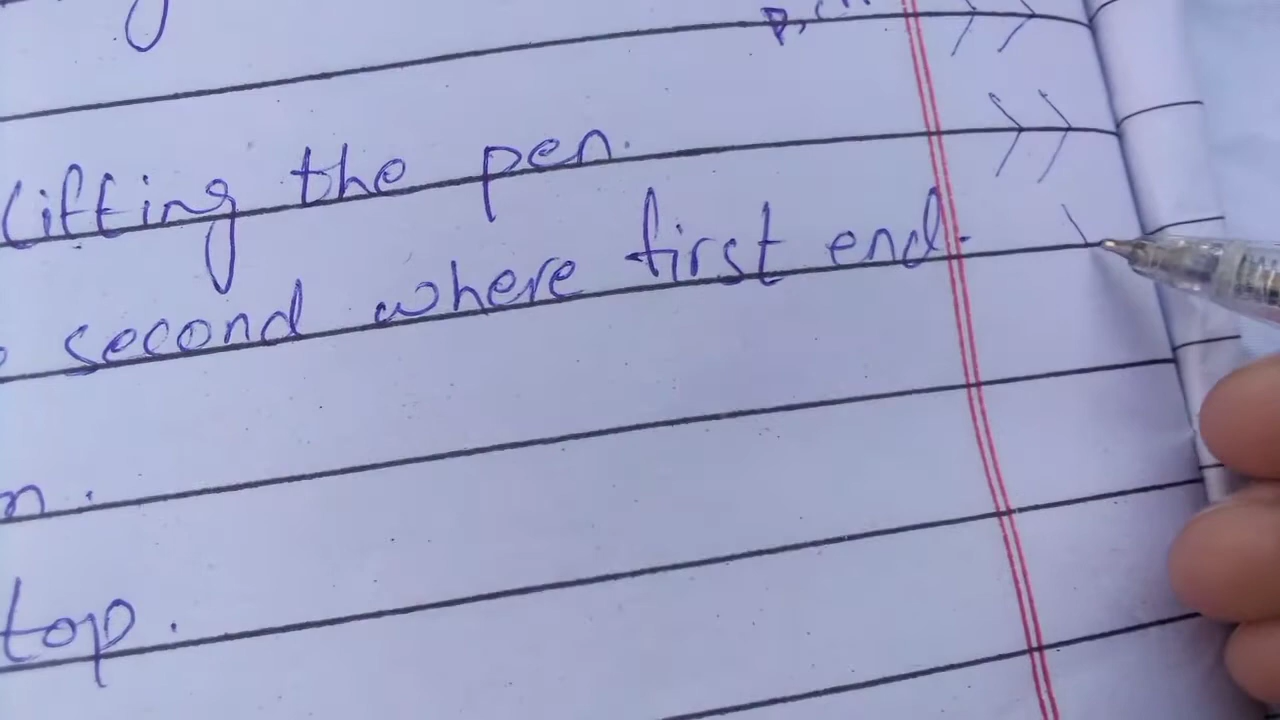 lifting the pen.
second where first end.
n.
top.